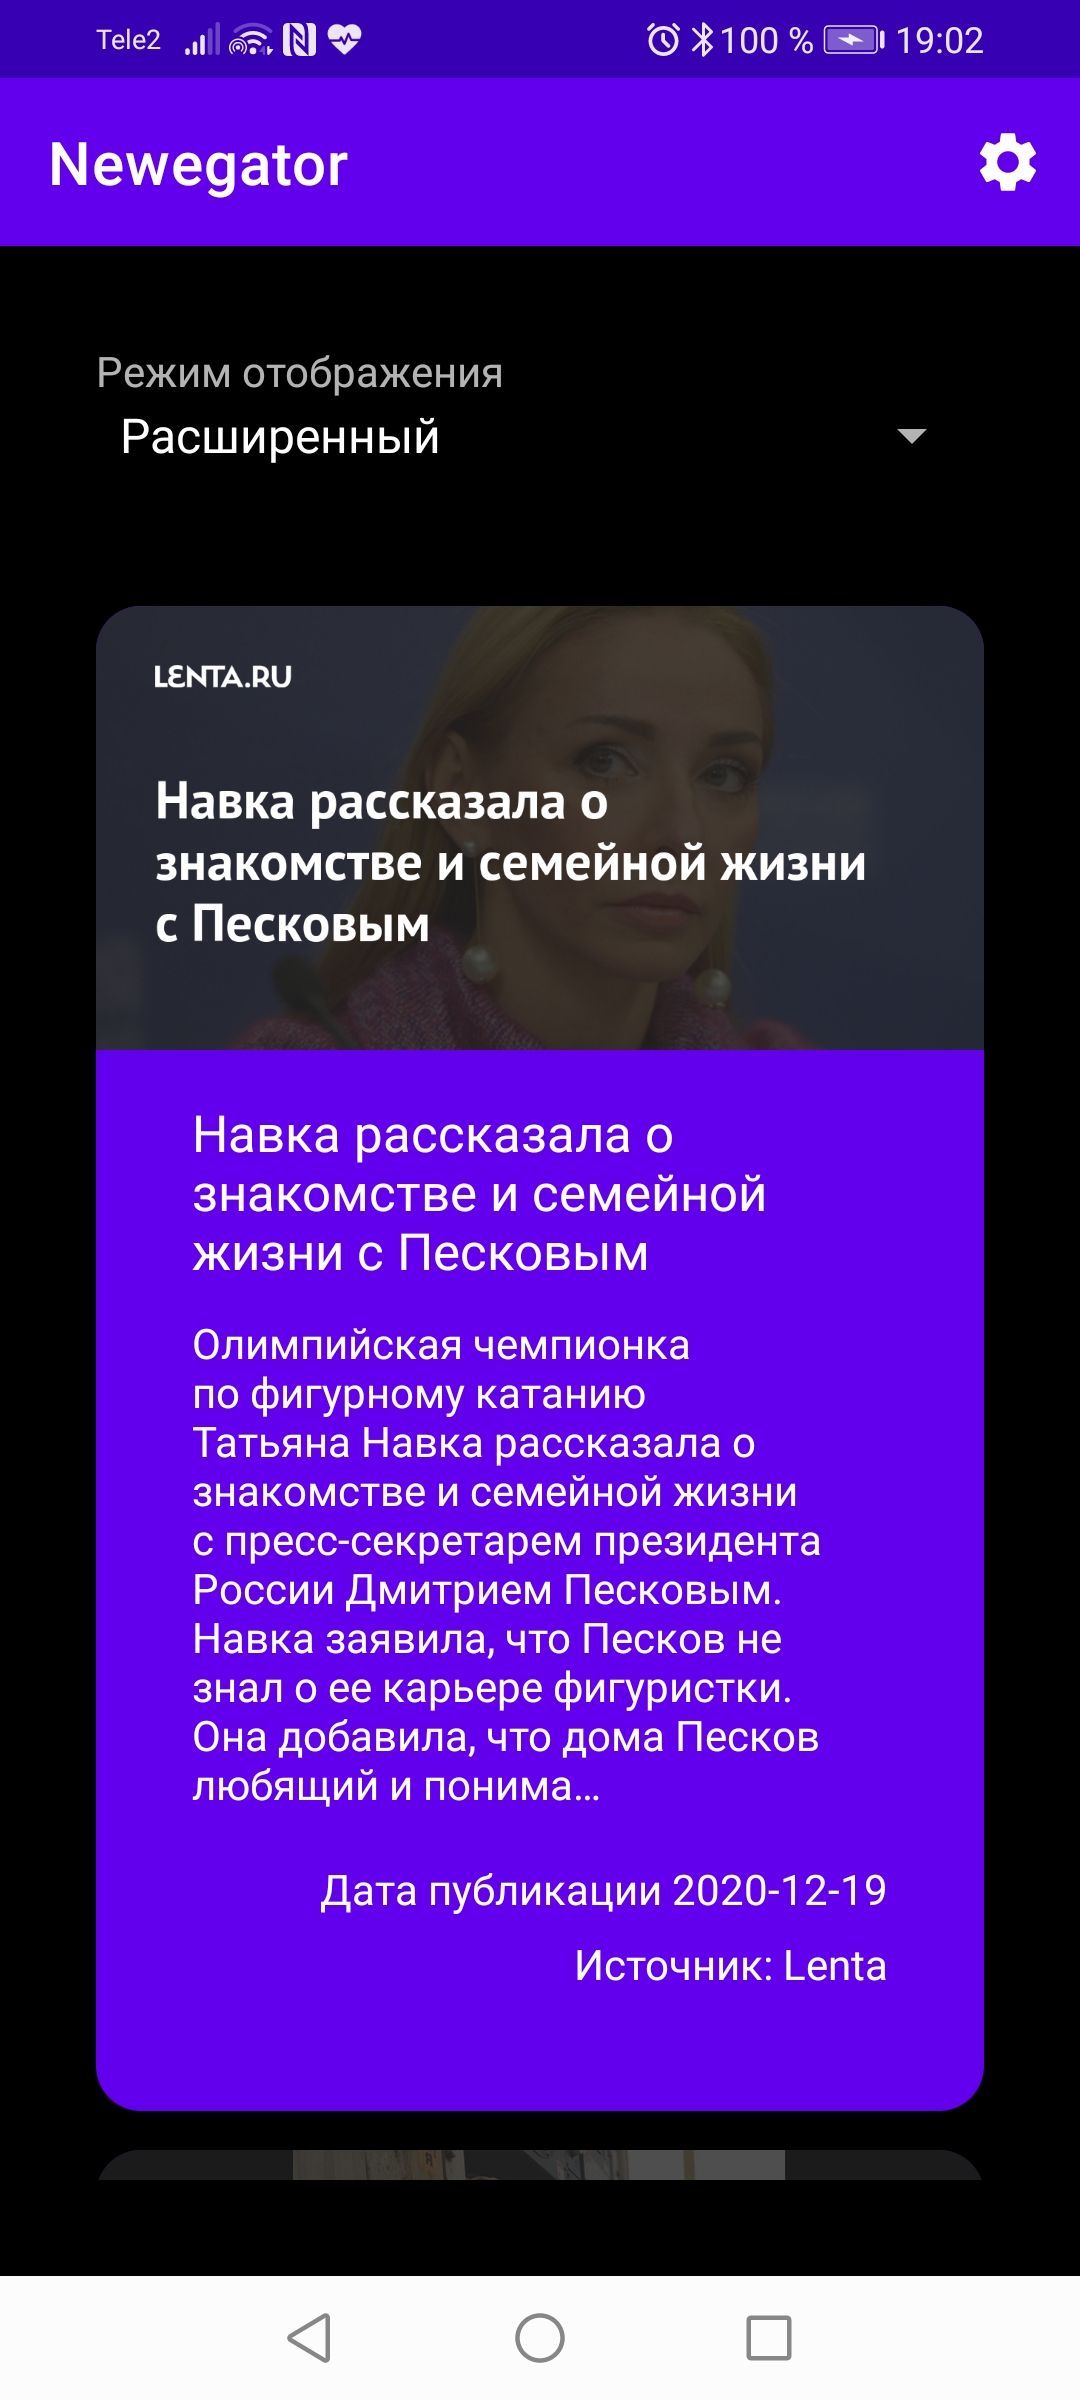 Tele2 100 % 19:02
Newegator
Режим отображения
Расширенный
LENTA.RU
Навка рассказала о
знакомстве и семейной жизни
с Песковым
Навка рассказала о
знакомстве и семейной
жизни с Песковым
Олимпийская чемпионка
по фигурному катанию
Татьяна Навка рассказала о
знакомстве и семейной жизни
с пресс-секретарем президента
России Дмитрием Песковым.
Навка заявила, что Песков не
знал о ее карьере фигуристки.
Она добавила, что дома Песков
любящий и понима…
Дата публикации 2020-12-19
Источник: Lenta